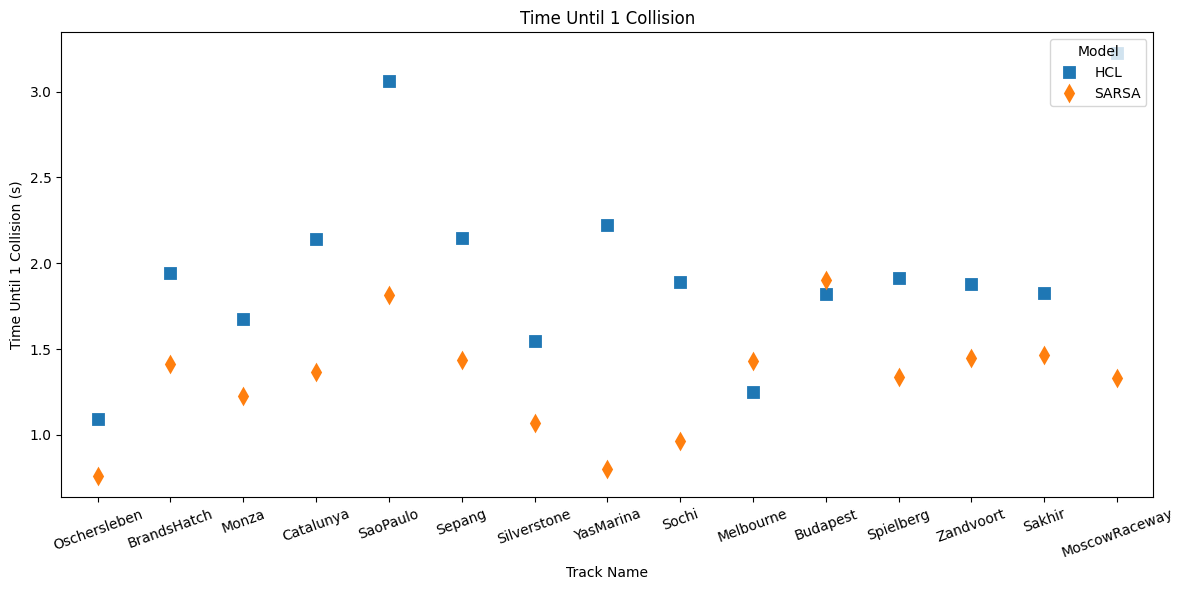 Time Until 1 Collision
Model
HCL
SARSA
Time Until 1 Collision (s)
3.0
2.5
2.0
1.5
1.0
Oschersleben
BrandsHatch
Monza
Catalunya
SaoPaulo
Sepang
Silverstone
YasMarina
Sochi
Melbourne
Budapest
Spielberg
Zandvoort
Sakhir
MoscowRaceway
Track Name